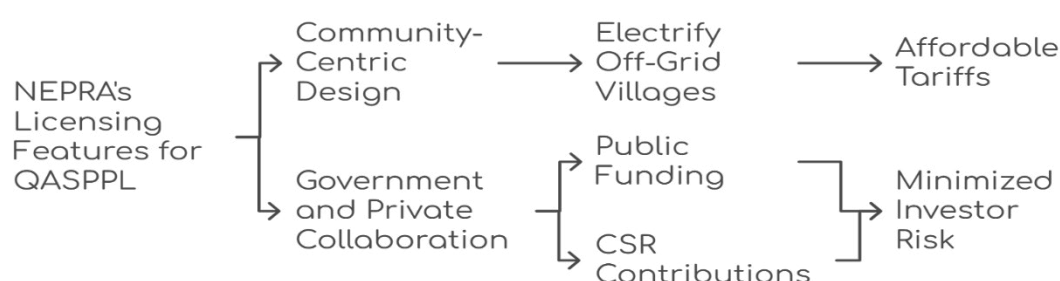 NEPRA's
Licensing
Features for
QASPPL
Community-
Centric
Design
Electrify
Off-Grid
Villages
Affordable
Tariffs
Government
and Private
Collaboration
Public
Funding
CSR
Contributions
Minimized
Investor
Risk